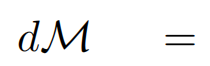 dℳ =